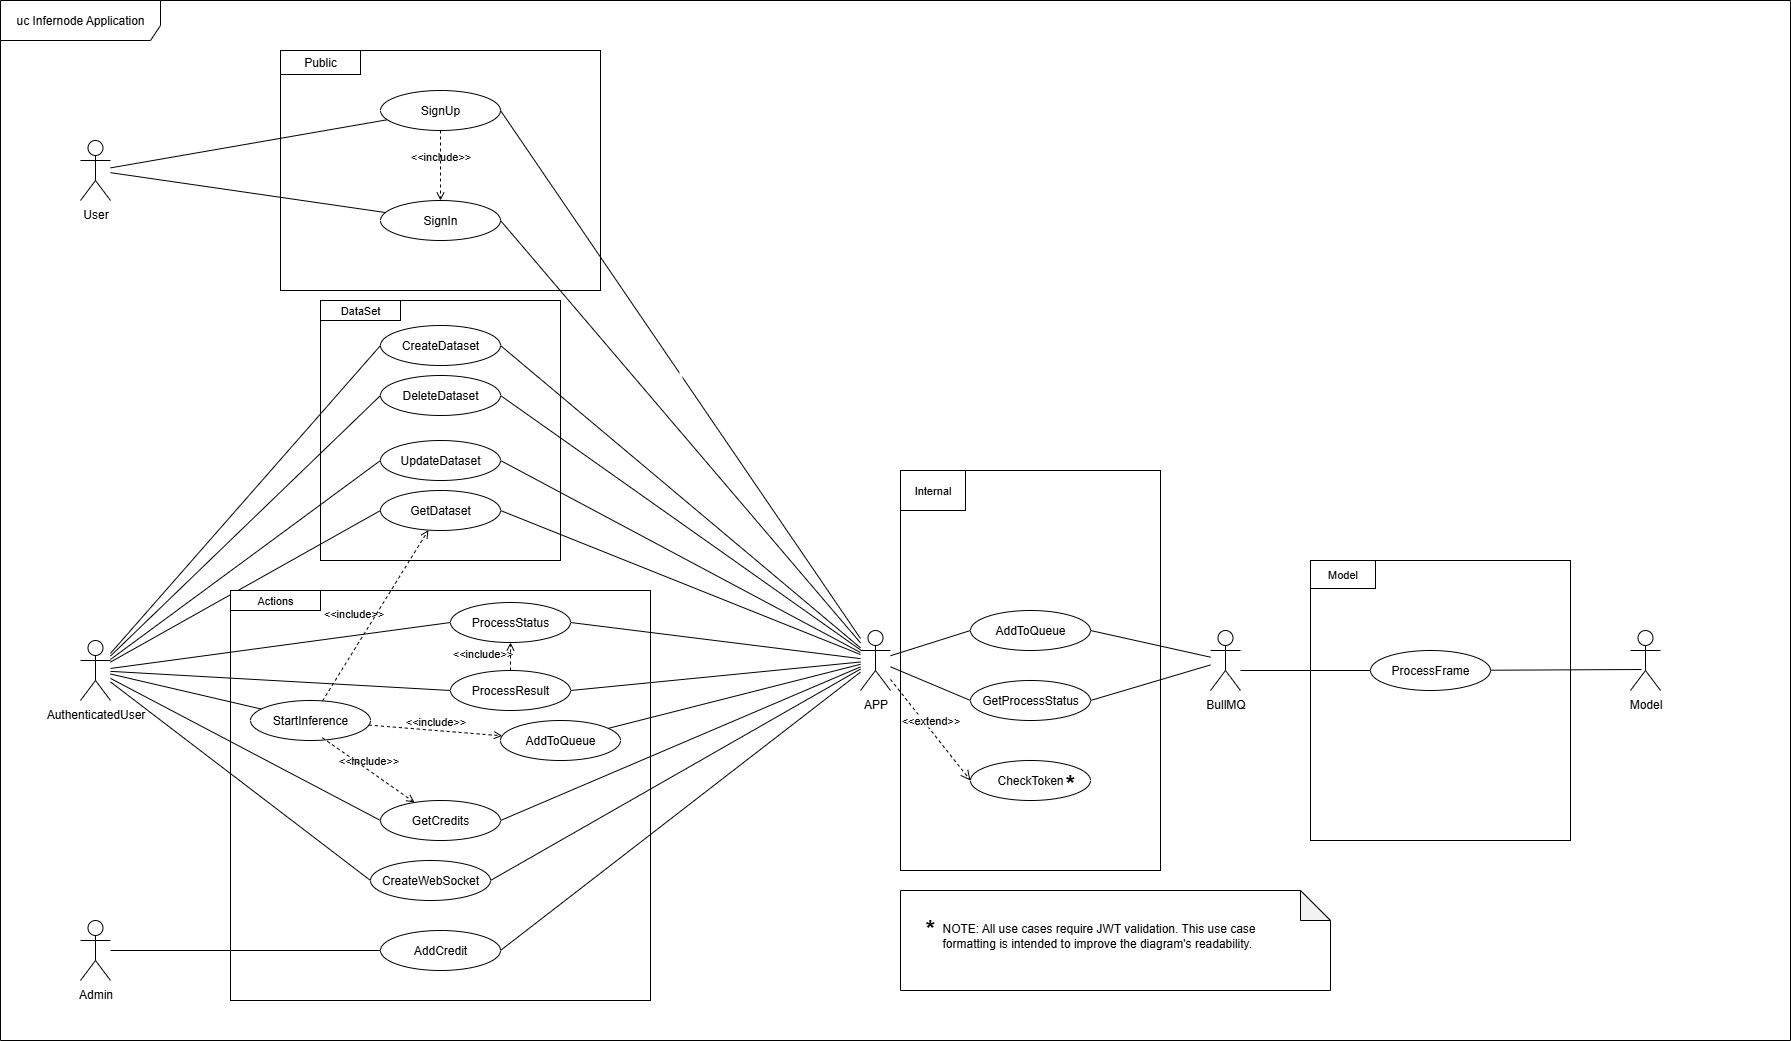 uc Infernode Application
Public
SignUp
<<include>>
SignIn
User
DataSet
CreateDataset
DeleteDataset
UpdateDataset
GetDataset
Actions
<<include>>
ProcessStatus
<<include>>
ProcessResult
StartInference
<<include>>
AddToQueue
<<include>>
GetCredits
CreateWebSocket
AddCredit
AuthenticatedUser
Admin
APP
Internal
AddToQueue
GetProcessStatus
<<extend>>
CheckToken *
BullMQ
Model
ProcessFrame
Model
* NOTE: All use cases require JWT validation. This use case
formatting is intended to improve the diagram's readability.